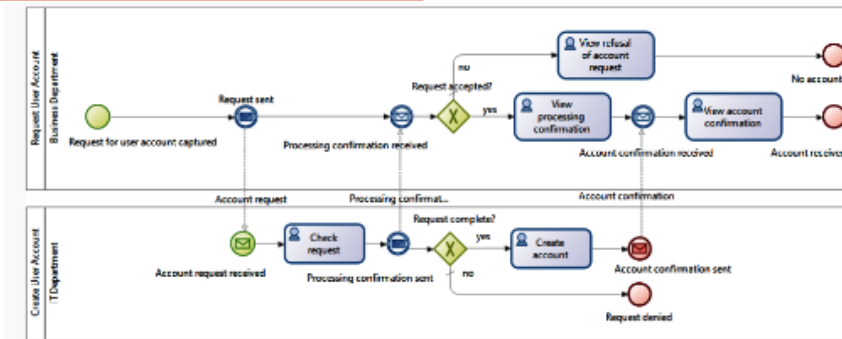 Request User Account
Business Department
Request for user account captured
Request sent
Processing confirmation received
Request accepted?
no
yes
View refusal
of account
request
No account
View
processing
confirmation
Account confirmation received
View account
confirmation
Account receive
Account request
Processing confirmat...
Account confirmation
Create User Account
IT Department
Account request received
Check
request
Processing confirmation sent
Request complete?
yes
no
Create
account
Account confirmation sent
Request denied